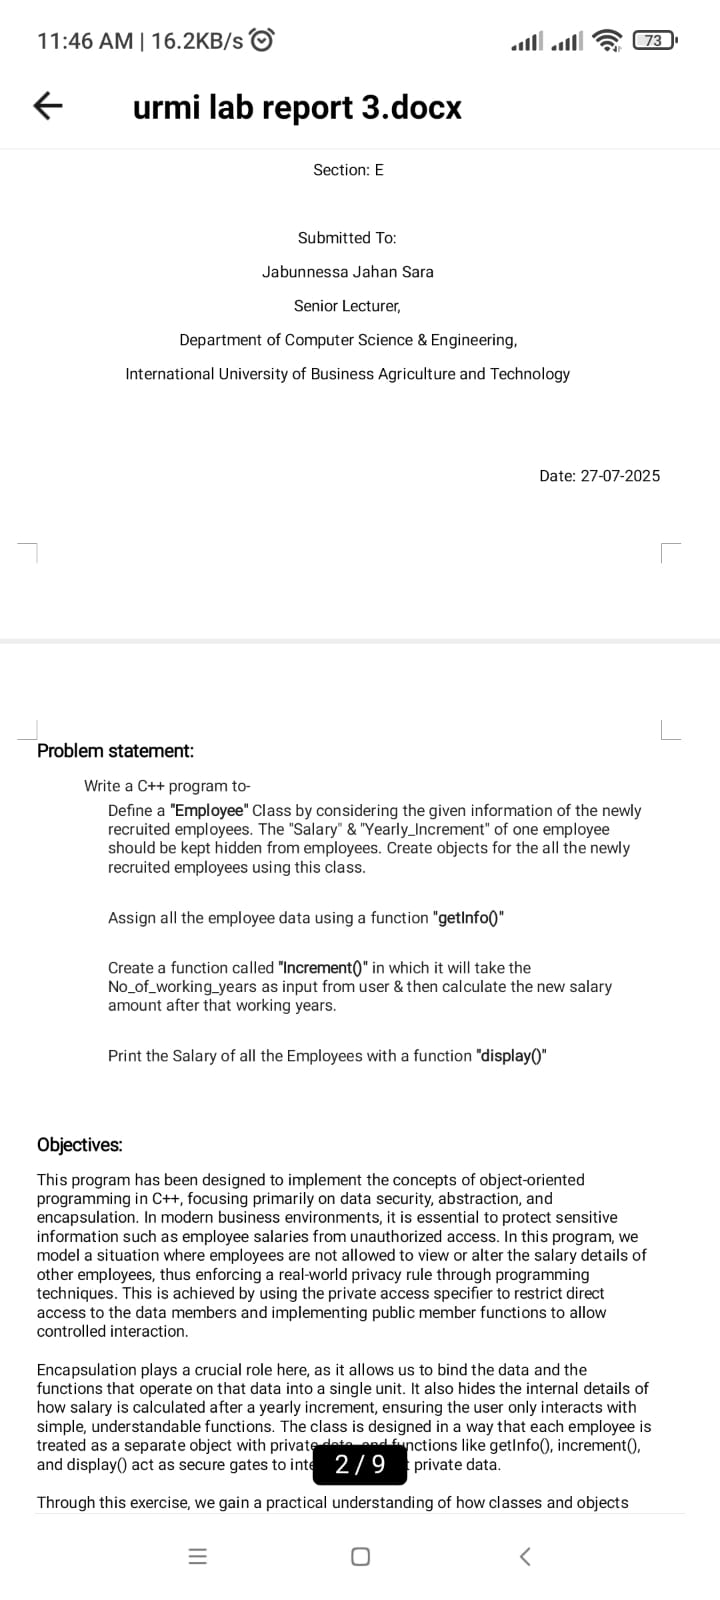 11:46 AM | 16.2KB/s
73
urmi lab report 3.docx
Section: E
Submitted To:
Jabunnessa Jahan Sara
Senior Lecturer,
Department of Computer Science & Engineering,
International University of Business Agriculture and Technology
Date: 27-07-2025
Problem statement:
Write a C++ program to-
Define a "Employee" Class by considering the given information of the newly
recruited employees. The "Salary" & "Yearly_Increment" of one employee
should be kept hidden from employees. Create objects for the all the newly
recruited employees using this class.
Assign all the employee data using a function "getInfo()"
Create a function called "Increment()" in which it will take the
No_of_working_years as input from user & then calculate the new salary
amount after that working years.
Print the Salary of all the Employees with a function "display()"
Objectives:
This program has been designed to implement the concepts of object-oriented
programming in C++, focusing primarily on data security, abstraction, and
encapsulation. In modern business environments, it is essential to protect sensitive
information such as employee salaries from unauthorized access. In this program, we
model a situation where employees are not allowed to view or alter the salary details of
other employees, thus enforcing a real-world privacy rule through programming
techniques. This is achieved by using the private access specifier to restrict direct
access to the data members and implementing public member functions to allow
controlled interaction.
Encapsulation plays a crucial role here, as it allows us to bind the data and the
functions that operate on that data into a single unit. It also hides the internal details of
how salary is calculated after a yearly increment, ensuring the user only interacts with
simple, understandable functions. The class is designed in a way that each employee is
treated as a separate object with private data, and functions like getInfo(), increment(),
and display() act as secure gates to private data.
2 / 9
Through this exercise, we gain a practical understanding of how classes and objects